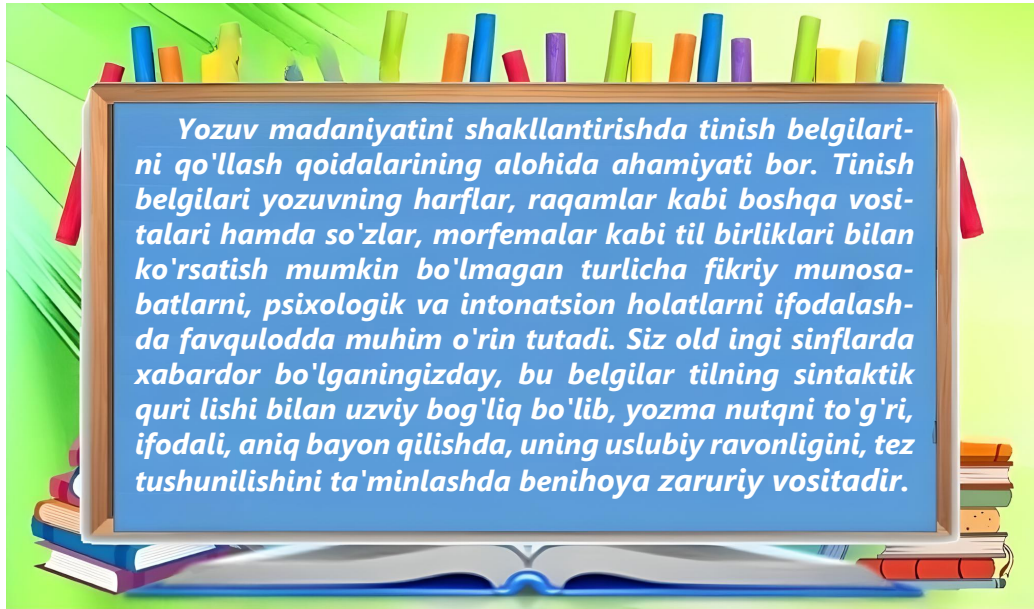 Yozuv madaniyatini shakllantirishda tinish belgilari-
ni qo'llash qoidalarining alohida ahamiyati bor. Tinish
belgilari yozuvning harflar, raqamlar kabi boshqa vosi-
talari hamda so'zlar, morfemalar kabi til birliklari bilan
ko'rsatish mumkin bo'lmagan turlicha fikriy munosa-
batlarni, psixologik va intonatsion holatlarni ifodalash-
da favqulodda muhim o'rin tutadi. Siz old ingi sinflarda
xabardor bo'lganingizday, bu belgilar tilning sintaktik
quri lishi bilan uzviy bog'liq bo'lib, yozma nutqni to'g'ri,
ifodali, aniq bayon qilishda, uning uslubiy ravonligini, tez
tushunilishini ta'minlashda benihoya zaruriy vositadir.